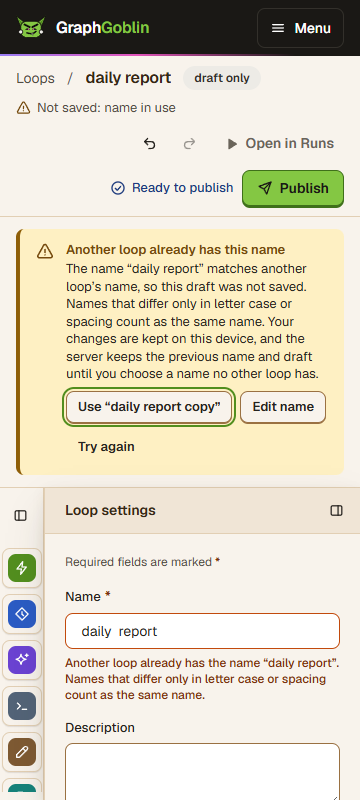 GraphGoblin
Menu
Loops / daily report draft only
Not saved: name in use
Open in Runs
Ready to publish
Publish
Another loop already has this name
The name “daily report” matches another
loop’s name, so this draft was not saved.
Names that differ only in letter case or
spacing count as the same name. Your
changes are kept on this device, and the
server keeps the previous name and draft
until you choose a name no other loop has.
Use “daily report copy”
Edit name
Try again
Loop settings
Required fields are marked *
Name *
daily  report
Another loop already has the name “daily report”.
Names that differ only in letter case or spacing
count as the same name.
Description